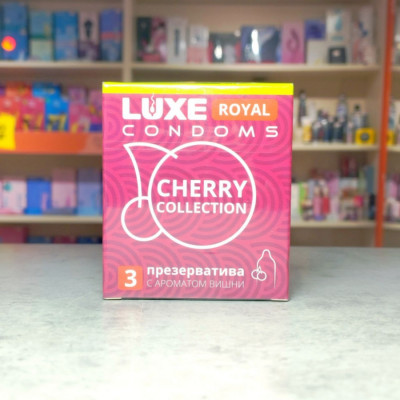 LUXE ROYAL
CONDOMS
CHERRY
COLLECTION
3 презерватива
С АРОМАТОМ ВИШНИ